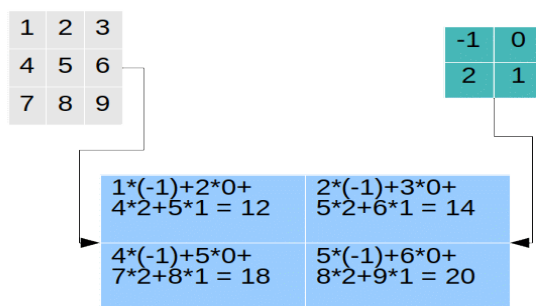 1 2 3
4 5 6
7 8 9
-1 0
2 1
1*(-1)+2*0+
4*2+5*1 = 12
2*(-1)+3*0+
5*2+6*1 = 14
4*(-1)+5*0+
7*2+8*1 = 18
5*(-1)+6*0+
8*2+9*1 = 20